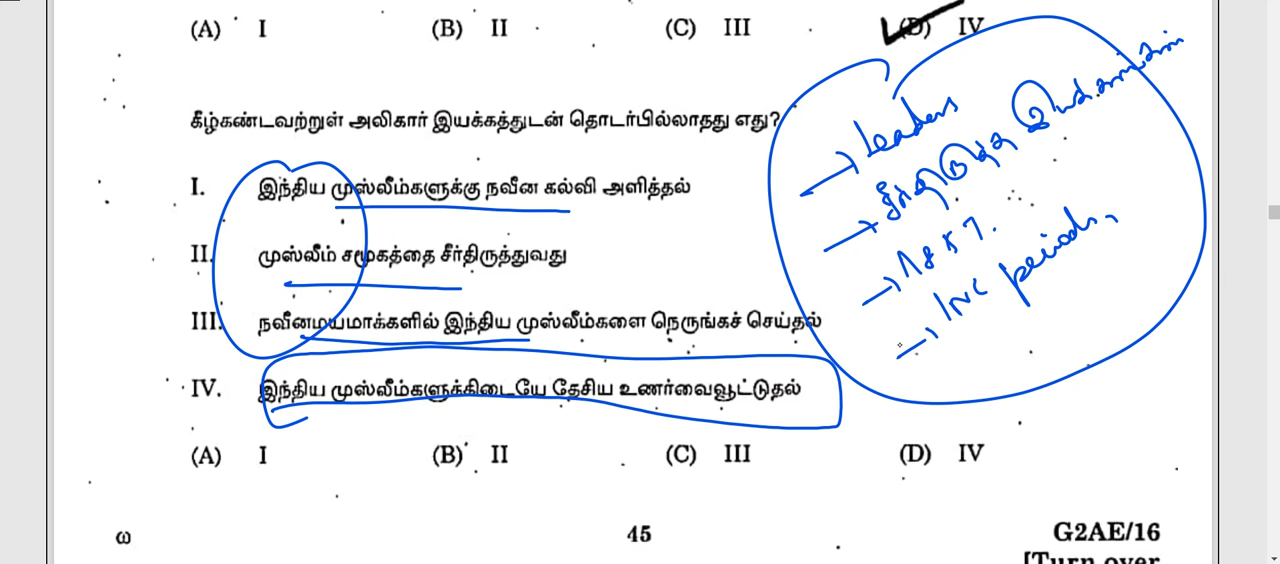 (A) I (B) II (C) III (D) IV
கீழ்கண்டவற்றுள் அலிகார் இயக்கத்துடன் தொடர்பில்லாதது எது?
I. இந்திய முஸ்லீம்களுக்கு நவீன கல்வி அளித்தல்
II. முஸ்லீம் சமூகத்தை சீர்திருத்துவது
III. நவீனமயமாக்களில் இந்திய முஸ்லீம்களை நெருங்கச் செய்தல்
IV. இந்திய முஸ்லீம்களுக்கிடையே தேசிய உணர்வைவூட்டுதல்
(A) I (B) II (C) III (D) IV
→ Leaders
→ 1857.
→ INC periods,
ω 45 G2AE/16
[Turn over